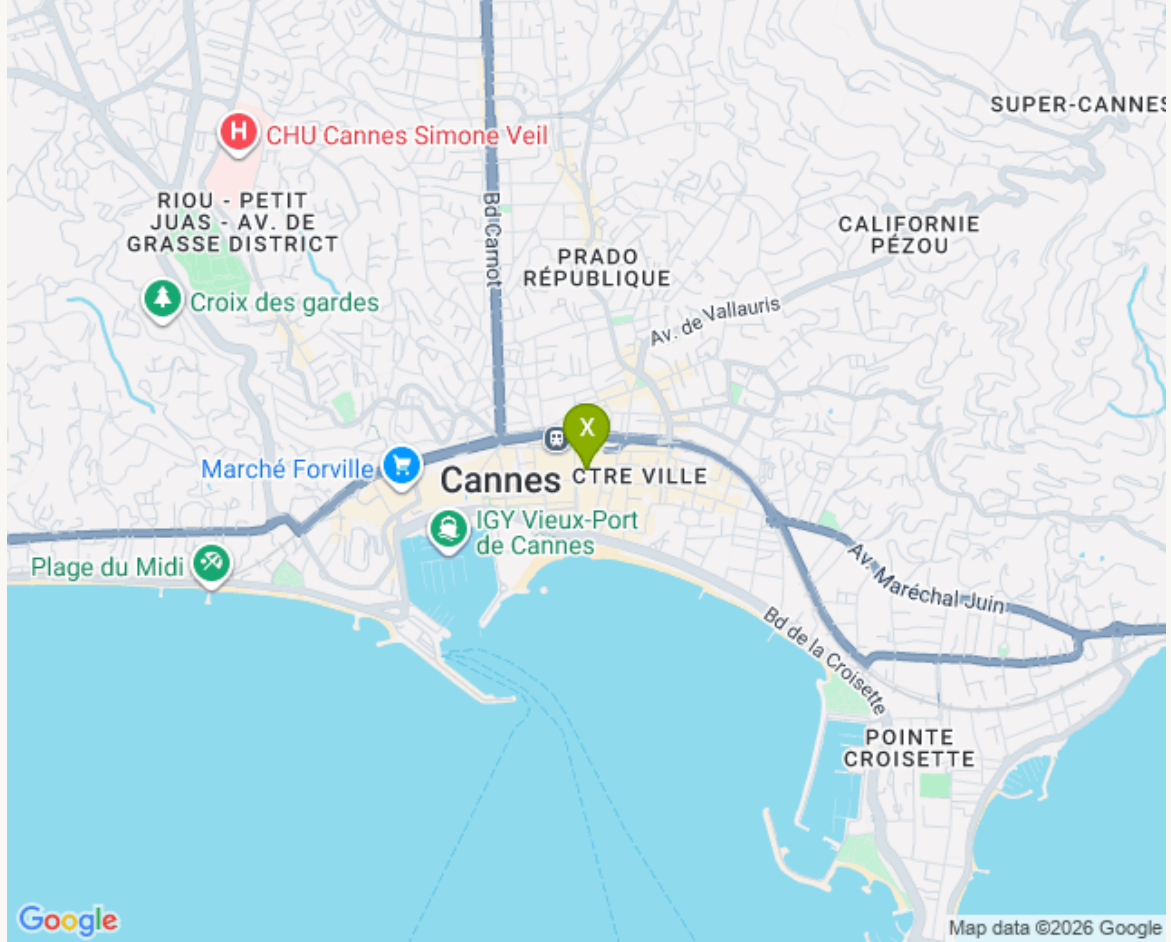 SUPER-CANNES
H
CHU Cannes Simone Veil
RIOU - PETIT
JUAS - AV. DE
GRASSE DISTRICT
Bd Carnot
CALIFORNIE
PÉZOU
PRADO
RÉPUBLIQUE
Croix des gardes
Av. de Vallauris
X
Marché Forville
Cannes
CTRE VILLE
IGY Vieux-Port
de Cannes
Plage du Midi
Av. Maréchal Juin
Bd de la Croisette
POINTE
CROISETTE
Google
Map data ©2026 Google